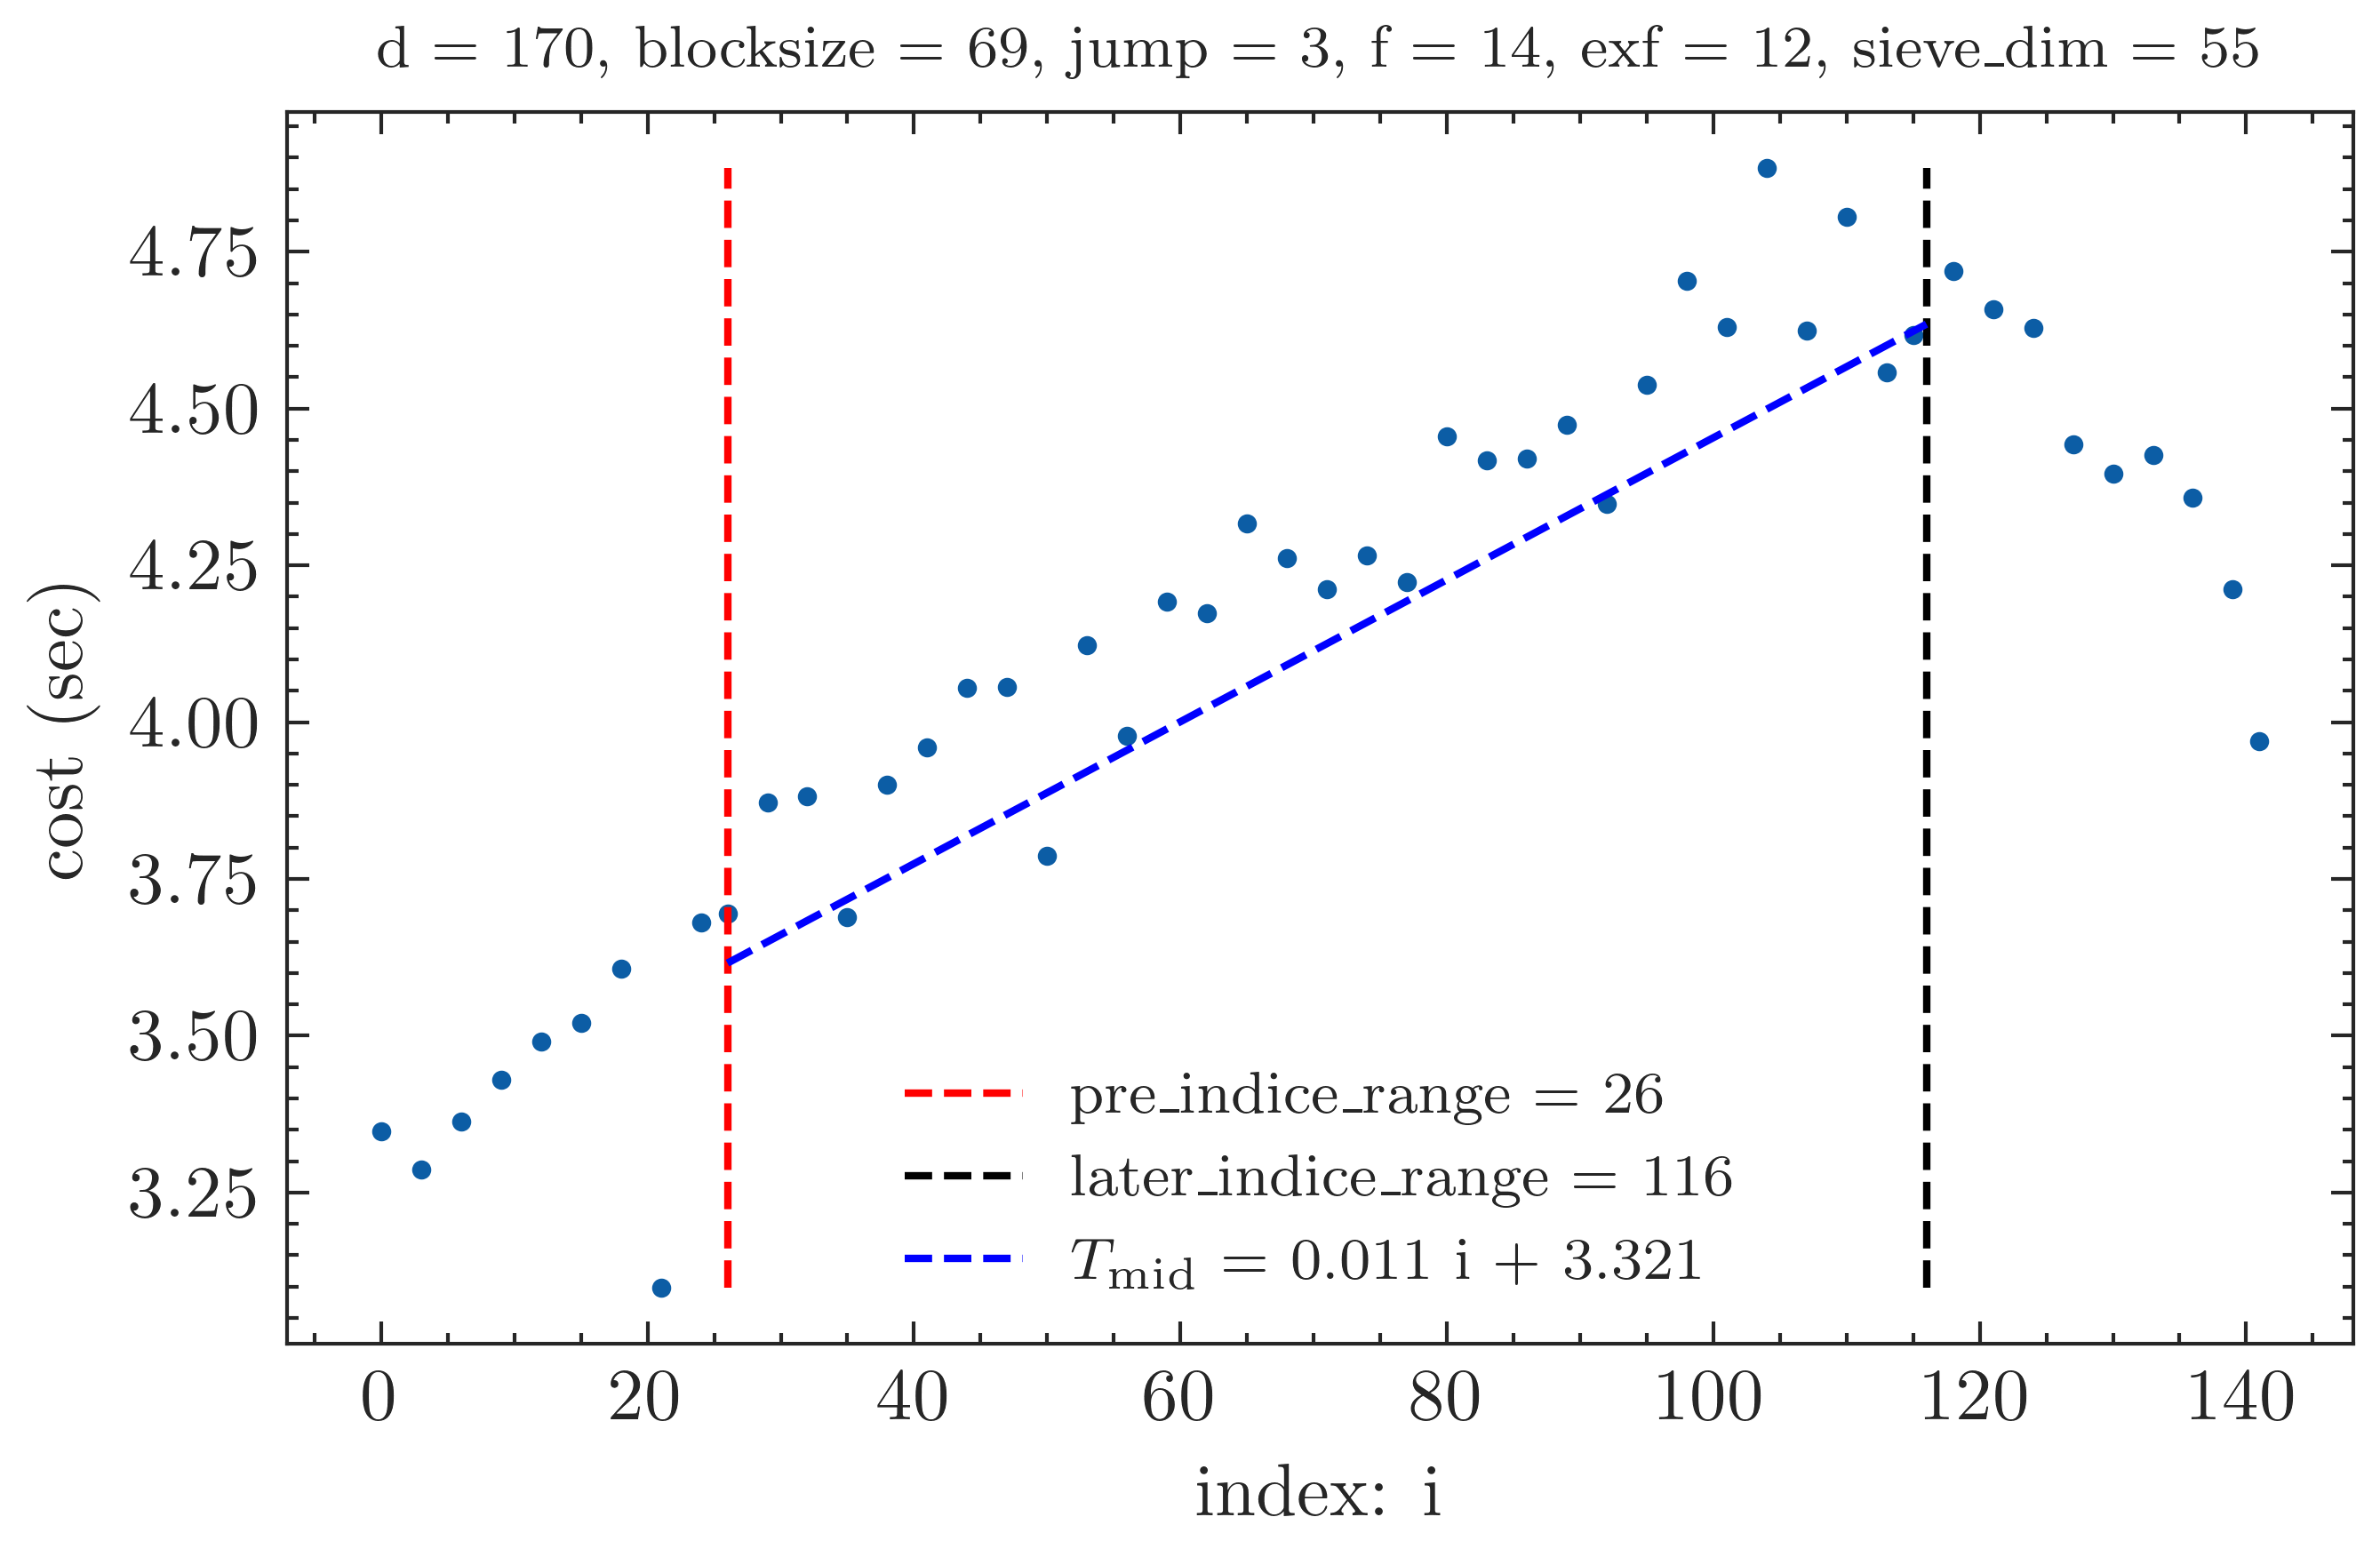 d = 170, blocksize = 69, jump = 3, f = 14, exf = 12, sieve_dim = 55
cost (sec)
4.75
4.50
4.25
4.00
3.75
3.50
3.25
pre_indice_range = 26
later_indice_range = 116
T_mid = 0.011 i + 3.321
0 20 40 60 80 100 120 140
index: i